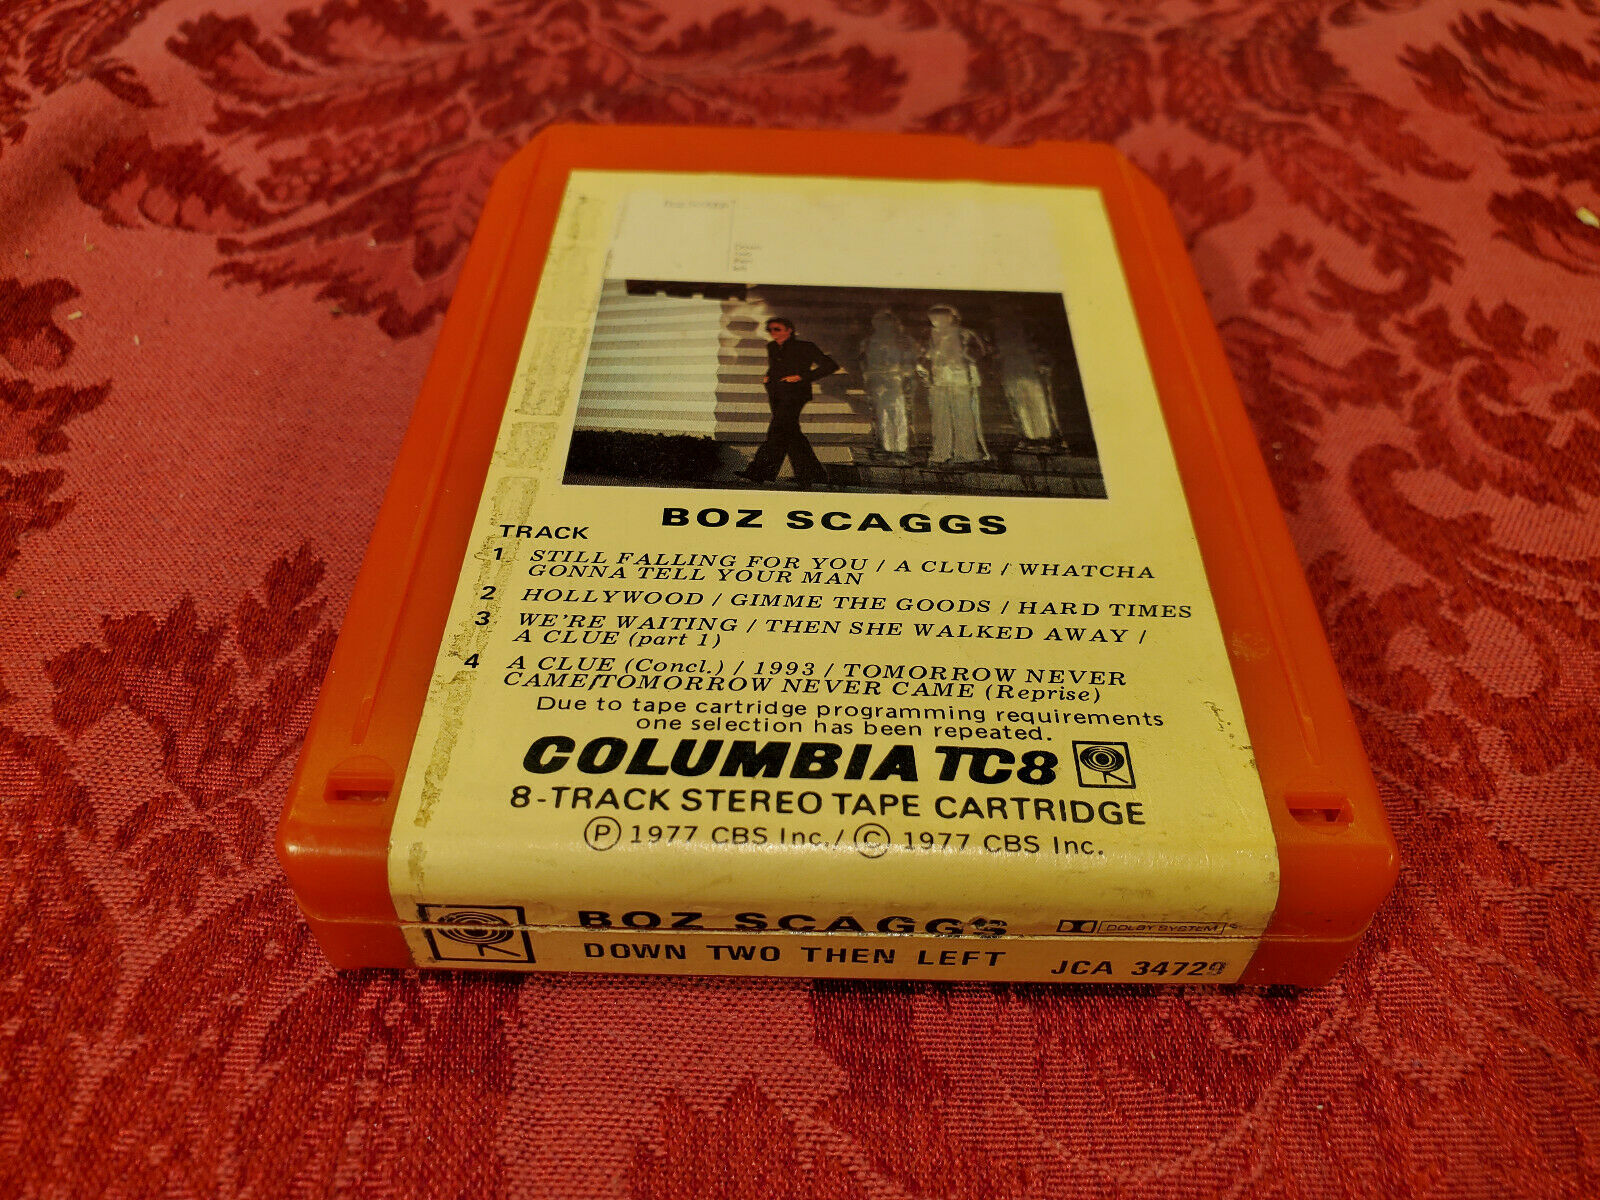 BOZ SCAGGS
TRACK
1 STILL FALLING FOR YOU / A CLUE / WHATCHA
GONNA TELL YOUR MAN
2 HOLLYWOOD / GIMME THE GOODS / HARD TIMES
3 WE'RE WAITING / THEN SHE WALKED AWAY /
A CLUE (part 1)
4 A CLUE (Concl.) / 1993 / TOMORROW NEVER
CAME/TOMORROW NEVER CAME (Reprise)
Due to tape cartridge programming requirements
one selection has been repeated.
COLUMBIA TC8
8-TRACK STEREO TAPE CARTRIDGE
Ⓟ 1977 CBS Inc./ © 1977 CBS Inc.
BOZ SCAGGS DOLBY SYSTEM
DOWN TWO THEN LEFT JCA 34729